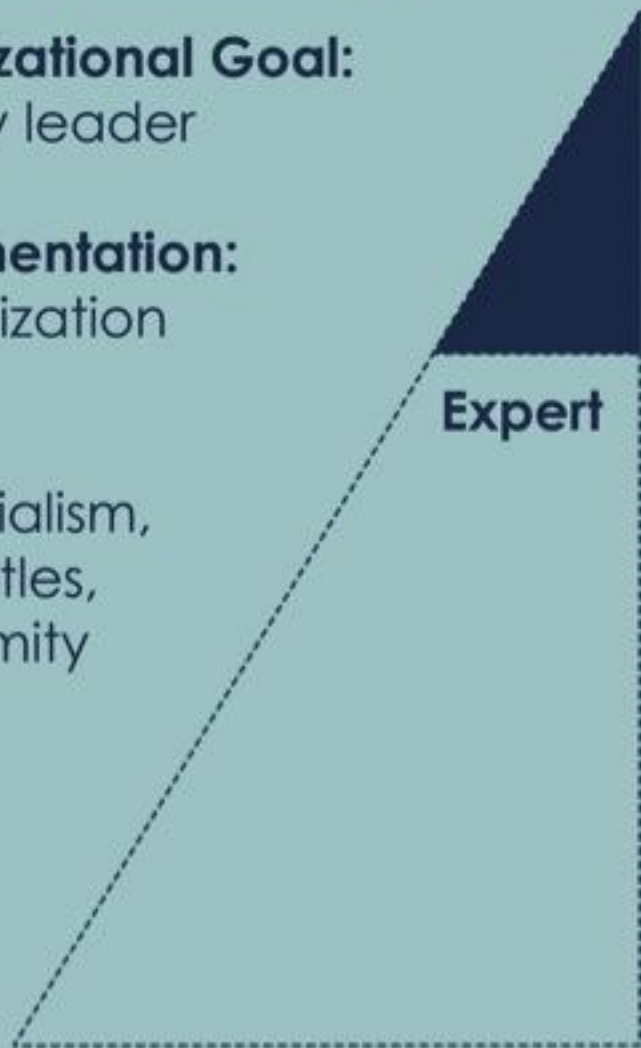 zational Goal:
y leader
nentation:
ization
Expert
ialism,
tles,
mity